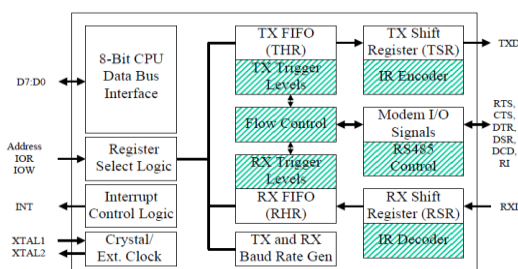 D7:D0
8-Bit CPU
Data Bus
Interface
Address
IOR
IOW
Register
Select Logic
INT
Interrupt
Control Logic
XTAL1
XTAL2
Crystal/
Ext. Clock
TX FIFO
(THR)
TX Trigger
Levels
Flow Control
RX Trigger
Levels
RX FIFO
(RHR)
TX and RX
Baud Rate Gen
TX Shift
Register (TSR)
IR Encoder
Modem I/O
Signals
RS485 Control
RX Shift
Register (RSR)
IR Decoder
TXD
RTS,
CTS,
DTR,
DSR,
DCD,
RI
RXD